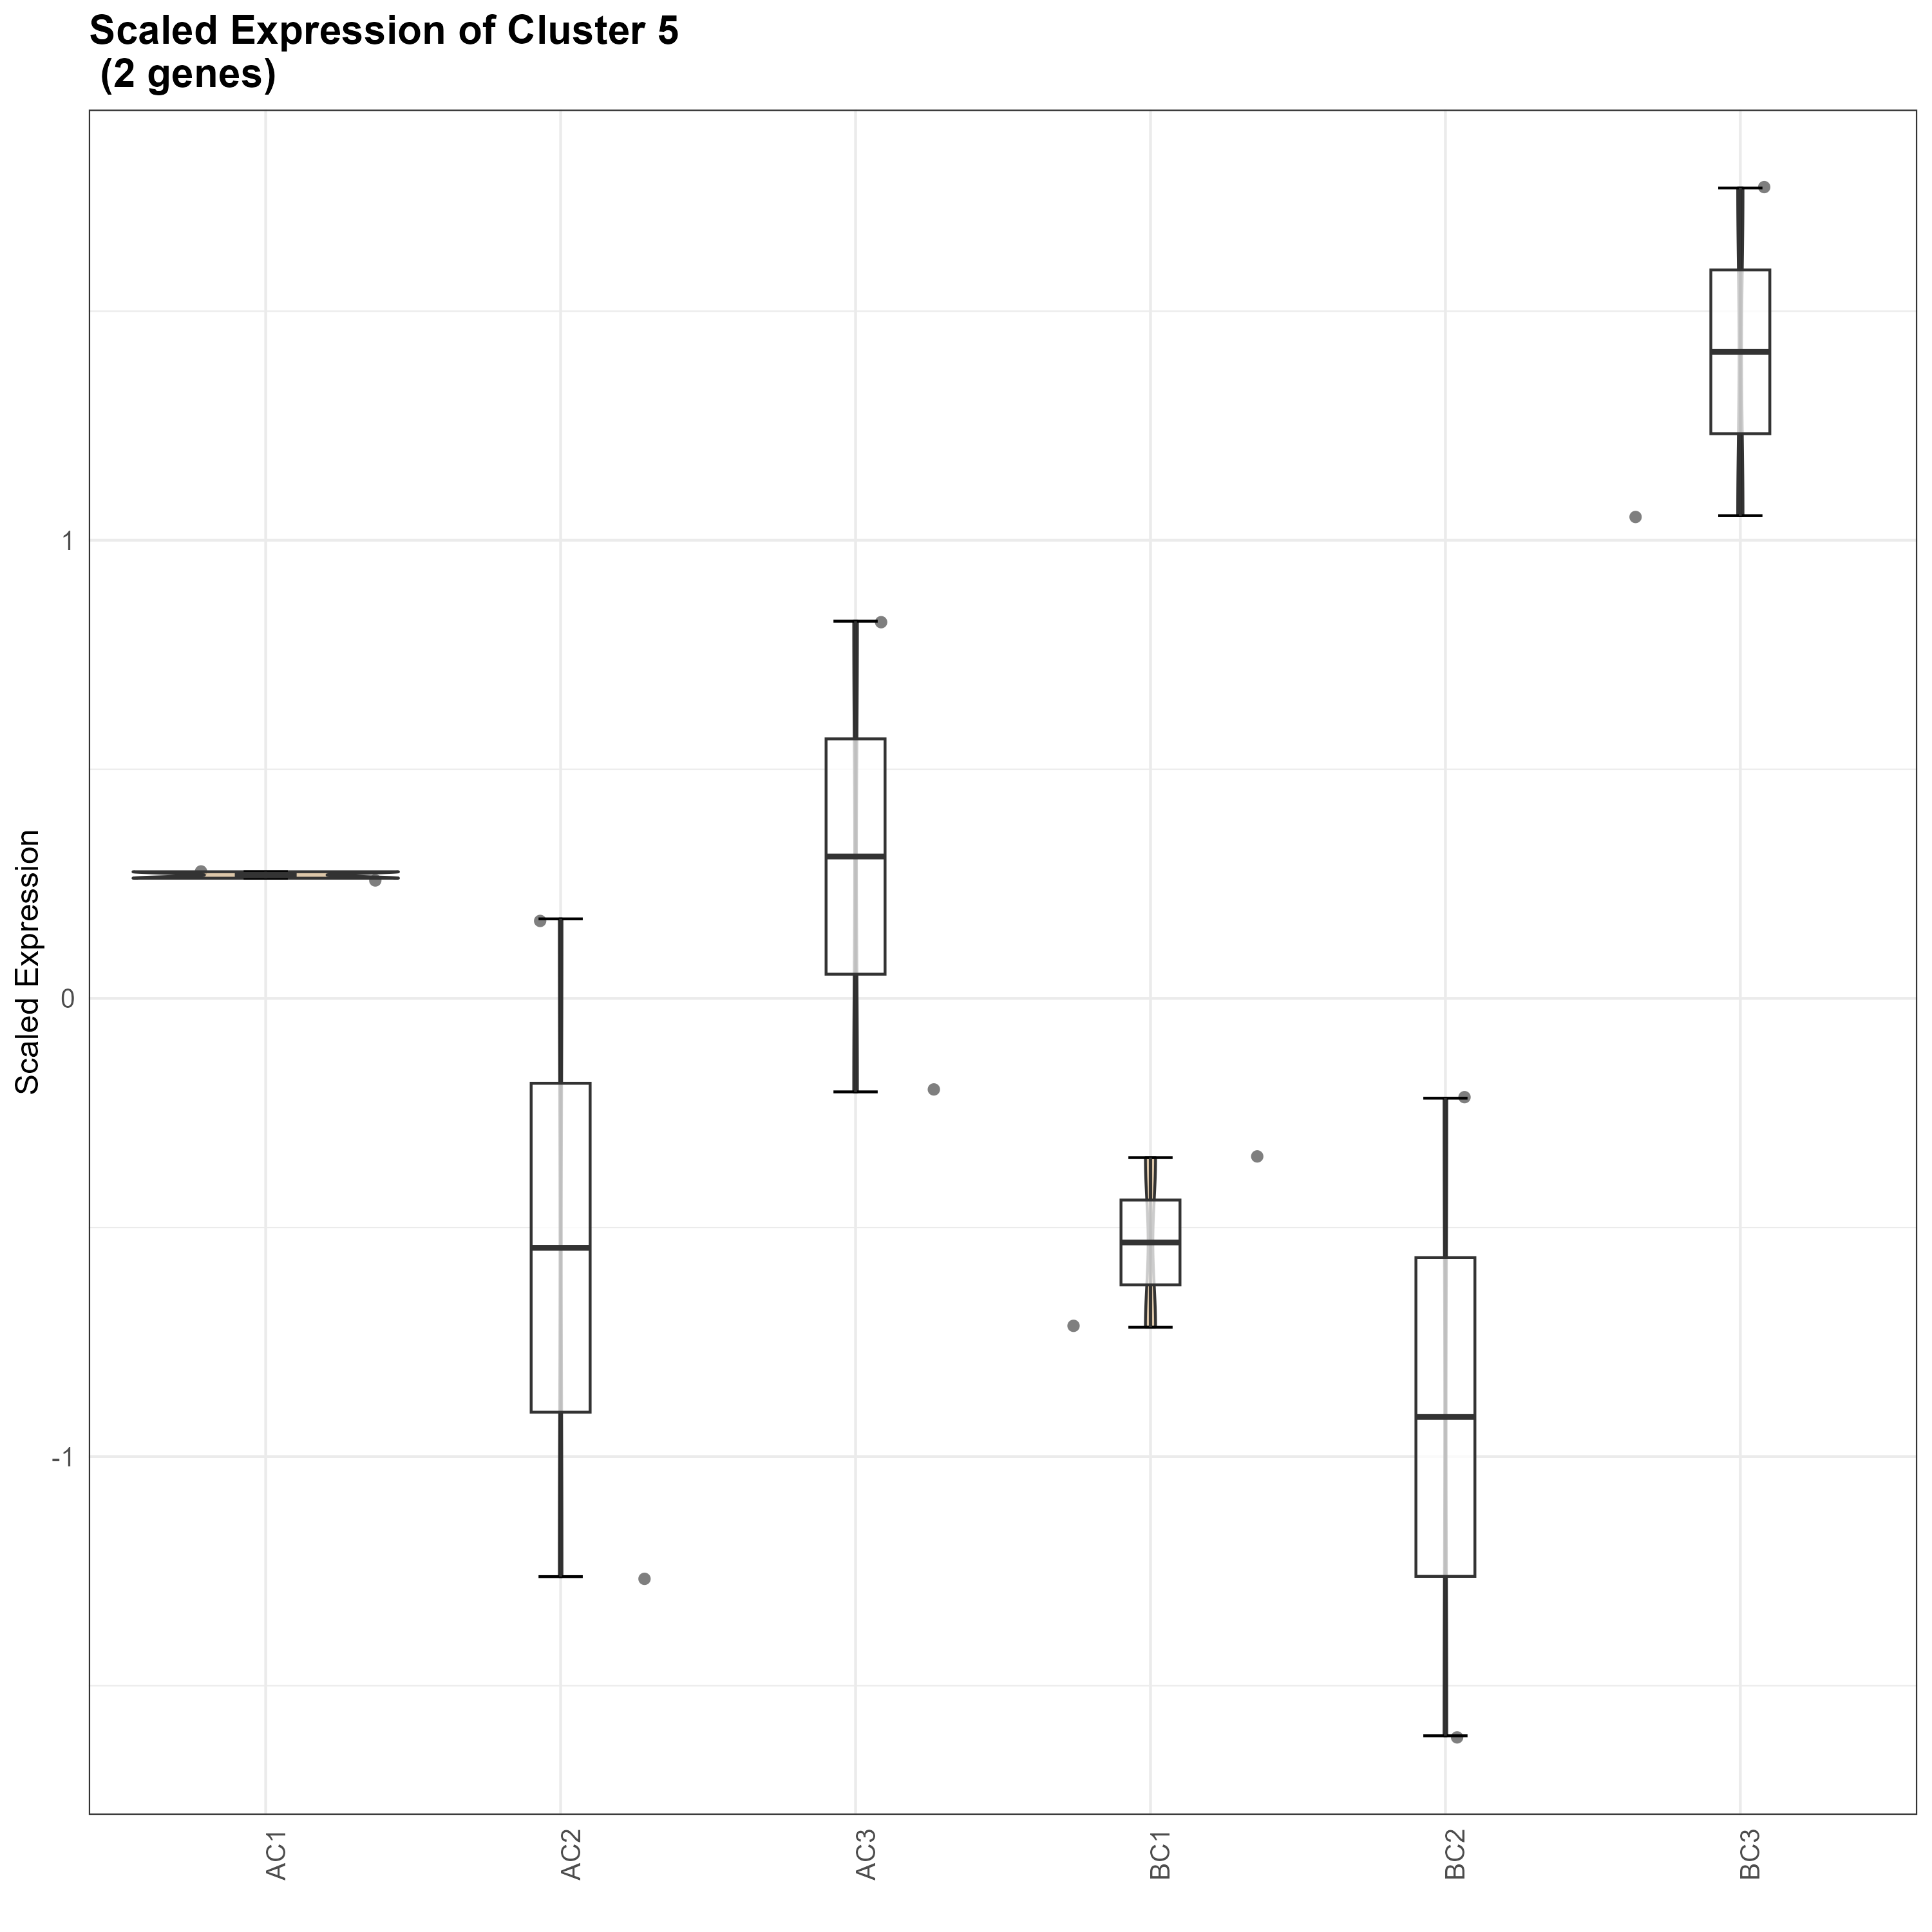 Scaled Expression of Cluster 5
(2 genes)
Scaled Expression
1
0
-1
AC1
AC2
AC3
BC1
BC2
BC3